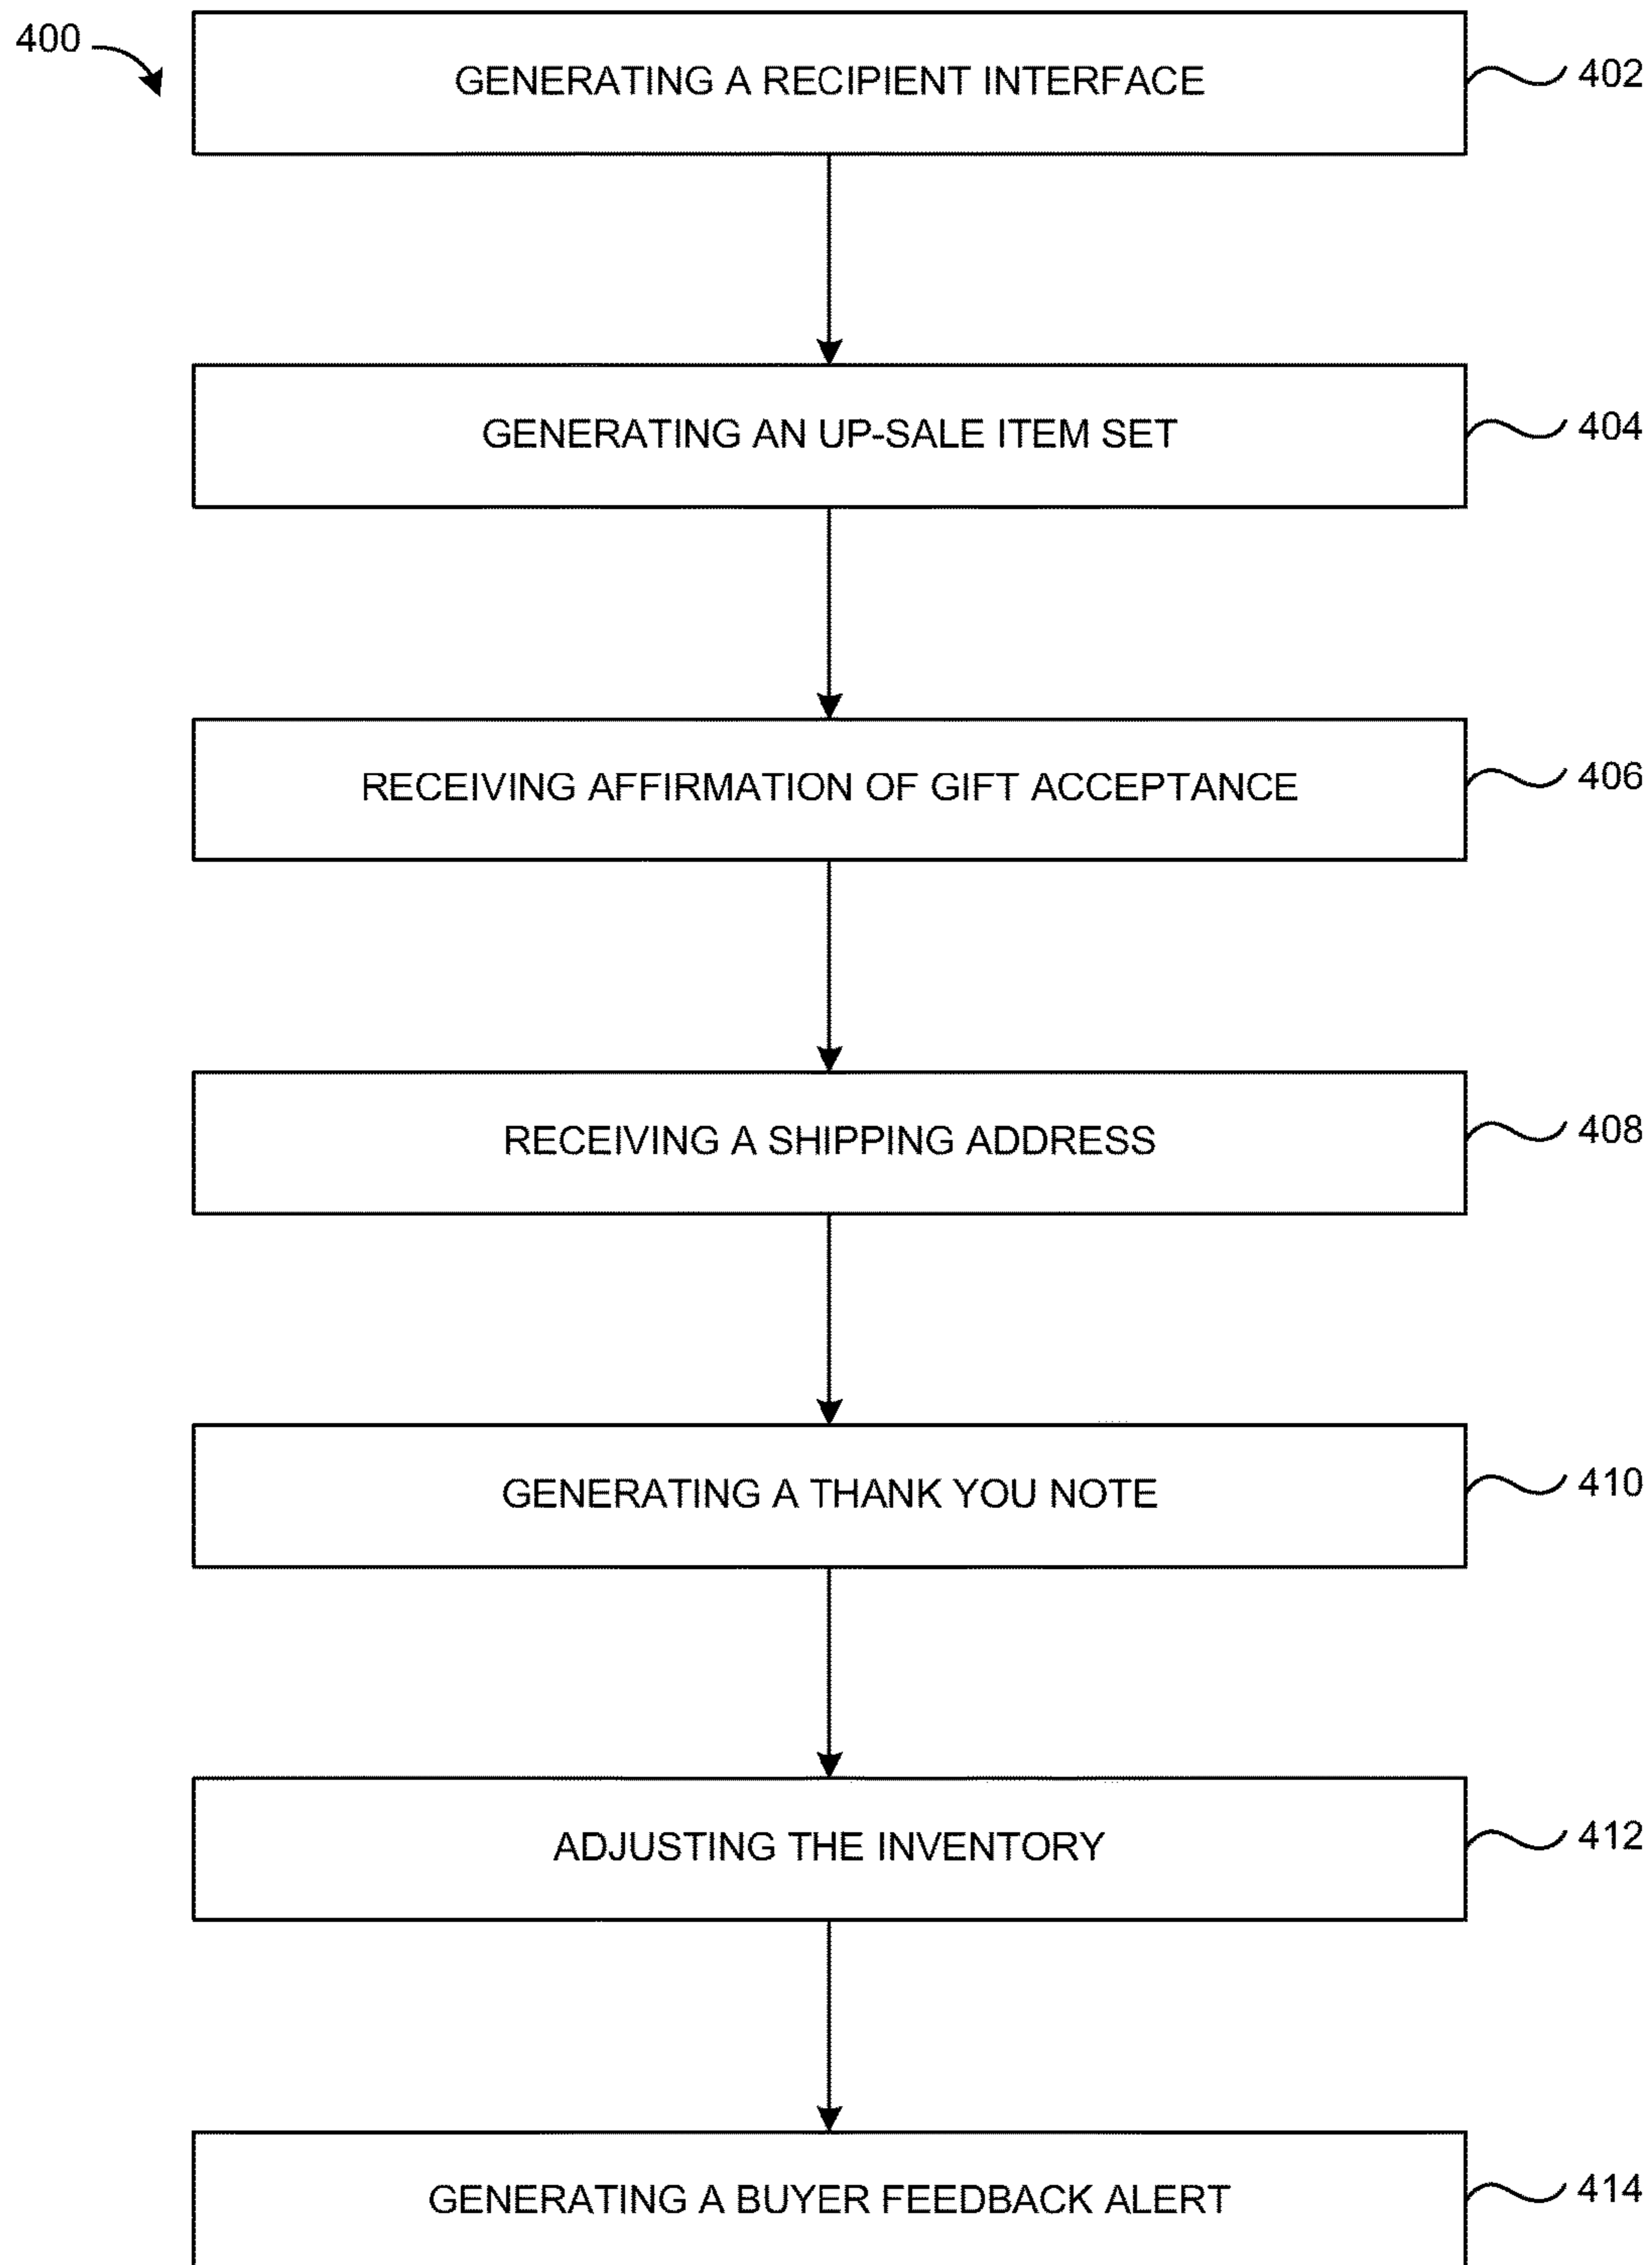 400
GENERATING A RECIPIENT INTERFACE
402
GENERATING AN UP-SALE ITEM SET
404
RECEIVING AFFIRMATION OF GIFT ACCEPTANCE
406
RECEIVING A SHIPPING ADDRESS
408
GENERATING A THANK YOU NOTE
410
ADJUSTING THE INVENTORY
412
GENERATING A BUYER FEEDBACK ALERT
414